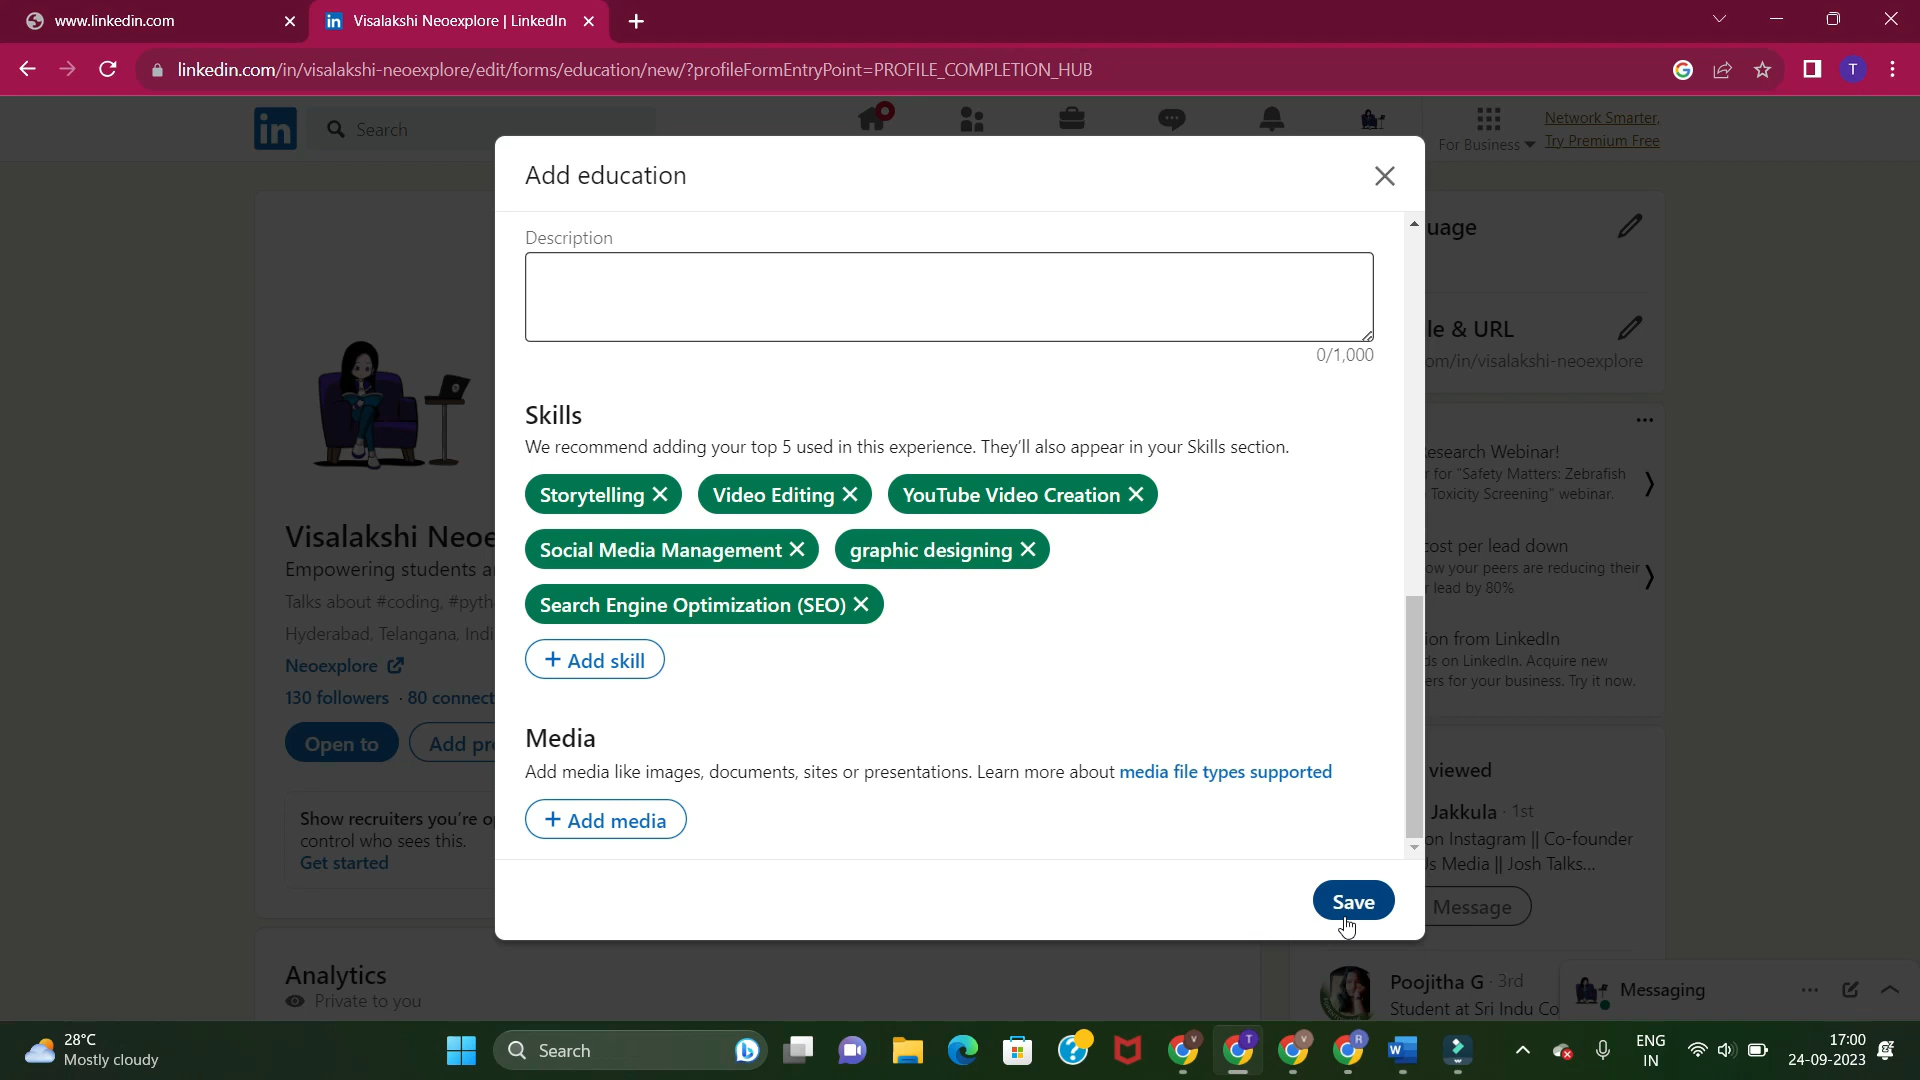 www.linkedin.com
Visalakshi Neoexplore | LinkedIn
linkedin.com/in/visalakshi-neoexplore/edit/forms/education/new/?profileFormEntryPoint=PROFILE_COMPLETION_HUB
T
in
Search
For Business
Network Smarter,
Try Premium Free
Add education
Description
0/1,000
Skills
We recommend adding your top 5 used in this experience. They'll also appear in your Skills section.
Storytelling
Video Editing
YouTube Video Creation
Social Media Management
graphic designing
Search Engine Optimization (SEO)
+ Add skill
Media
Add media like images, documents, sites or presentations. Learn more about media file types supported
+ Add media
Save
Visalakshi Neoe
Empowering students a
Talks about #coding, #pyth
Hyderabad, Telangana, Indi
Neoexplore
130 followers · 80 connect
Open to
Add pr
Show recruiters you're o
control who sees this.
Get started
Analytics
Private to you
uage
le & URL
om/in/visalakshi-neoexplore
esearch Webinar!
r for "Safety Matters: Zebrafish
Toxicity Screening" webinar.
cost per lead down
ow your peers are reducing their
r lead by 80%
ion from LinkedIn
ds on LinkedIn. Acquire new
ers for your business. Try it now.
viewed
Jakkula · 1st
on Instagram || Co-founder
Us Media || Josh Talks...
Message
Poojitha G · 3rd
Student at Sri Indu Co
Messaging
28°C
Mostly cloudy
Search
ENG
IN
17:00
24-09-2023